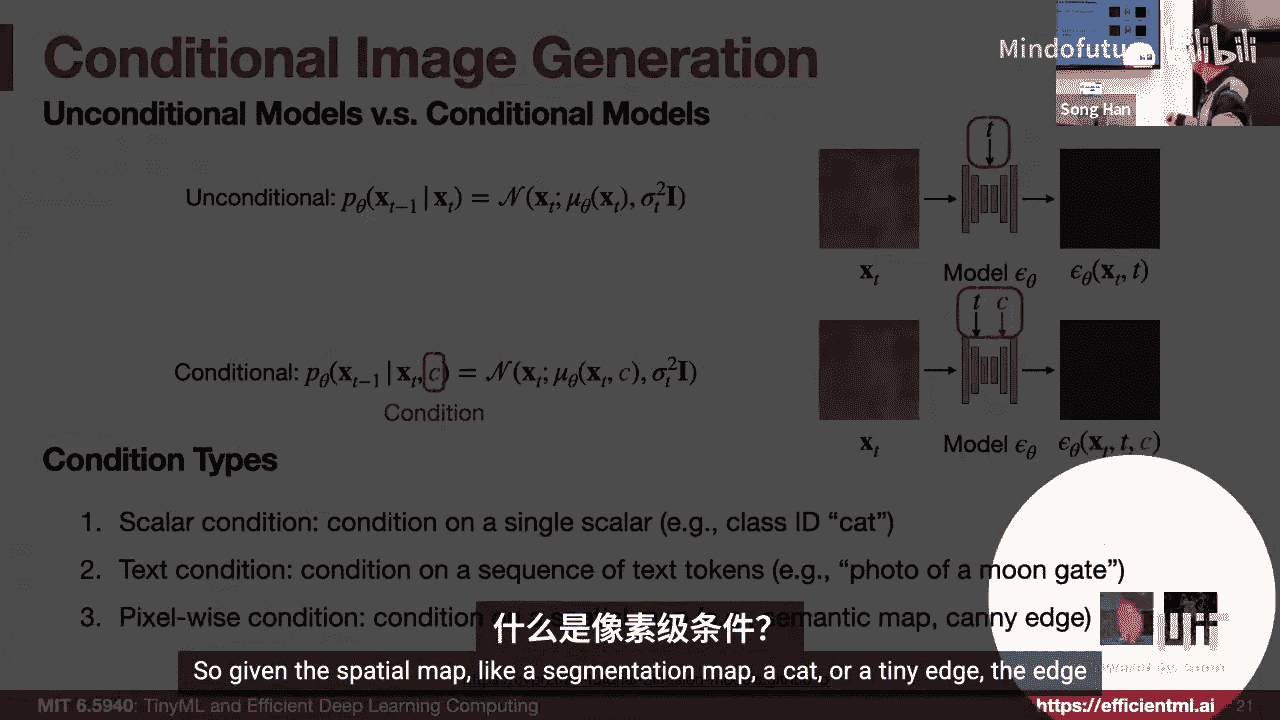 Conditional Image Generation
Mindofutu
bilibili
Song Han
Unconditional Models v.s. Conditional Models
Unconditional: pθ(xt−1 | xt) = 𝒩(xt; μθ(xt), σt²I)
t
xt
Model ϵθ
ϵθ(xt, t)
Conditional: pθ(xt−1 | xt, c) = 𝒩(xt; μθ(xt, c), σt²I)
Condition
t c
xt
Model ϵθ
ϵθ(xt, t, c)
Condition Types
1. Scalar condition: condition on a single scalar (e.g., class ID “cat”)
2. Text condition: condition on a sequence of text tokens (e.g., “photo of a moon gate”)
3. Pixel-wise condition: condition
semantic map, canny edge)
什么是像素级条件？
So given the spatial map, like a segmentation map, a cat, or a tiny edge, the edge
MIT 6.5940: TinyML and Efficient Deep Learning Computing
https://efficientml.ai
21